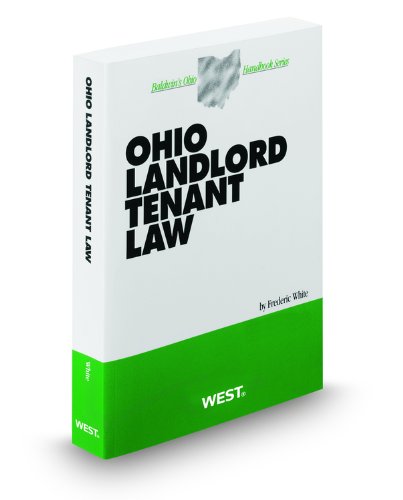 OHIO LANDLORD TENANT LAW
White
WEST®
Baldwin's Ohio Handbook Series
OHIO
LANDLORD
TENANT
LAW
by Frederic White
WEST®